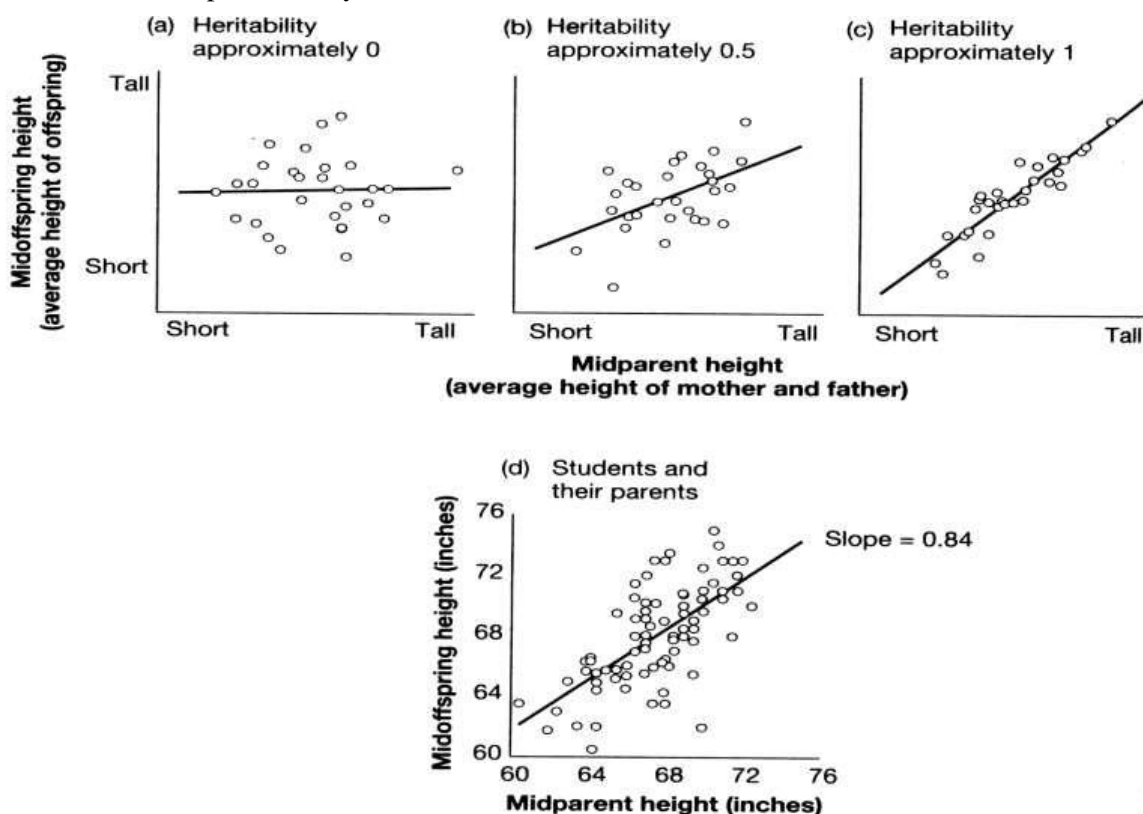 (a) Heritability
approximately 0
(b) Heritability
approximately 0.5
(c) Heritability
approximately 1
Midoffspring height
(average height of offspring)
Tall
Short
Short Tall
Short Tall
Short Tall
Midparent height
(average height of mother and father)
(d) Students and
their parents
Midoffspring height (inches)
76
72
68
64
60
Slope = 0.84
60 64 68 72 76
Midparent height (inches)